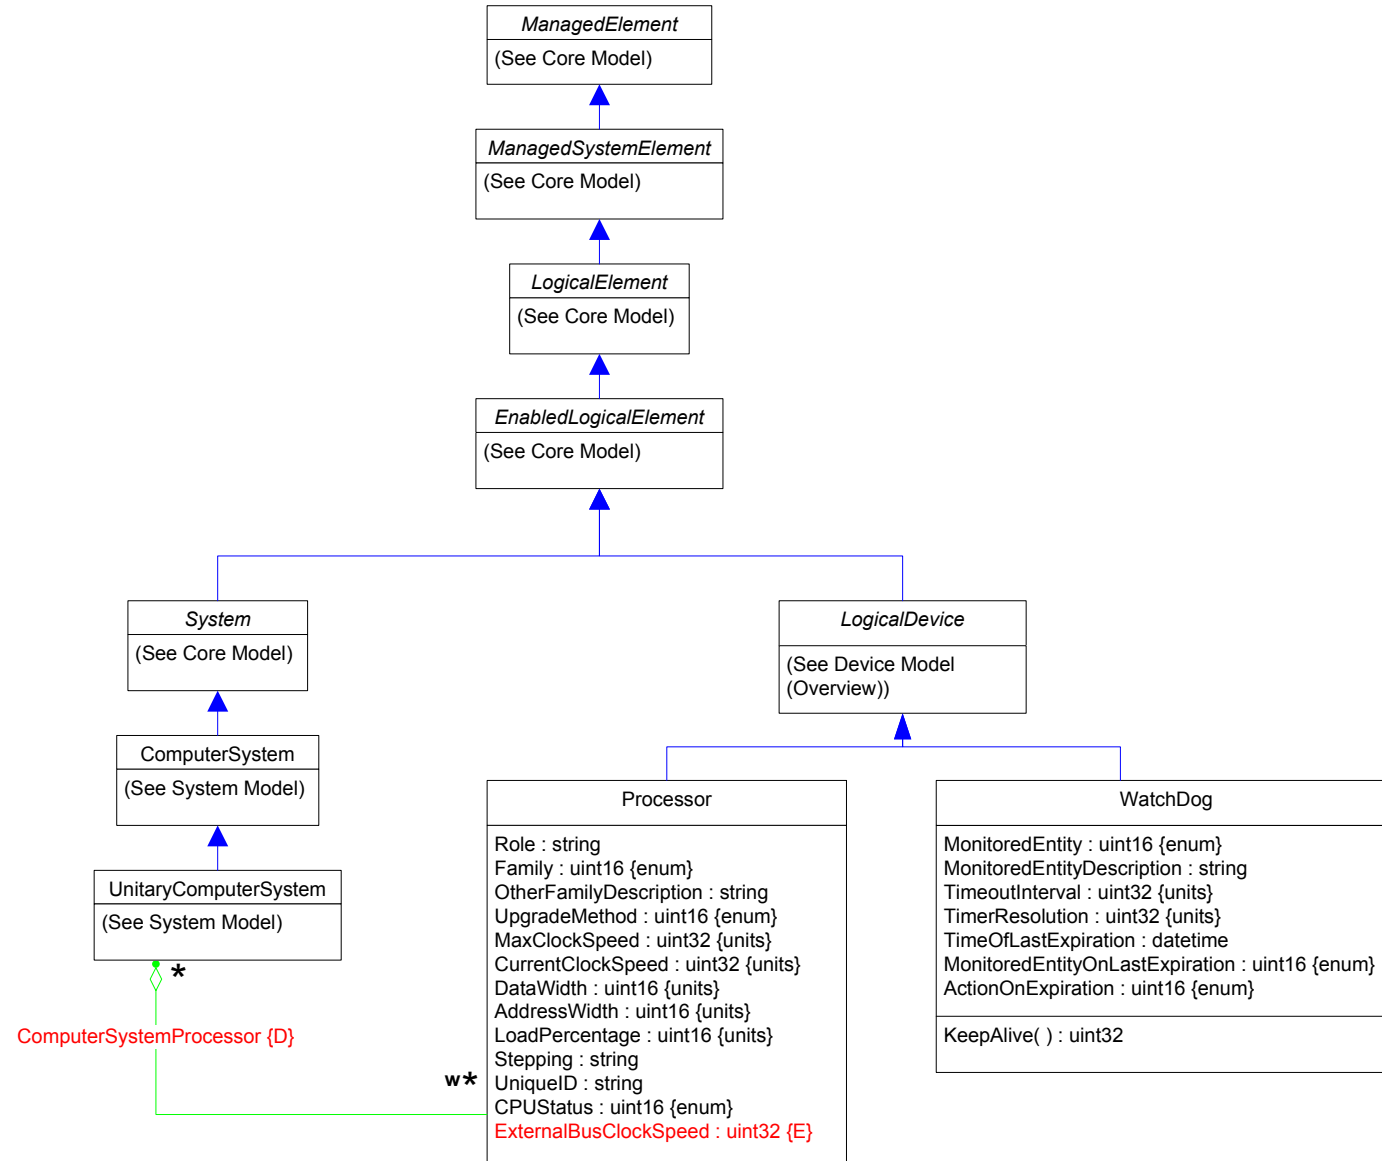 ManagedElement
(See Core Model)
ManagedSystemElement
(See Core Model)
LogicalElement
(See Core Model)
EnabledLogicalElement
(See Core Model)
System
(See Core Model)
LogicalDevice
(See Device Model
(Overview))
ComputerSystem
(See System Model)
UnitaryComputerSystem
(See System Model)
*
ComputerSystemProcessor {D}
w*
Processor
Role : string
Family : uint16 {enum}
OtherFamilyDescription : string
UpgradeMethod : uint16 {enum}
MaxClockSpeed : uint32 {units}
CurrentClockSpeed : uint32 {units}
DataWidth : uint16 {units}
AddressWidth : uint16 {units}
LoadPercentage : uint16 {units}
Stepping : string
UniqueID : string
CPUStatus : uint16 {enum}
ExternalBusClockSpeed : uint32 {E}
WatchDog
MonitoredEntity : uint16 {enum}
MonitoredEntityDescription : string
TimeoutInterval : uint32 {units}
TimerResolution : uint32 {units}
TimeOfLastExpiration : datetime
MonitoredEntityOnLastExpiration : uint16 {enum}
ActionOnExpiration : uint16 {enum}
KeepAlive( ) : uint32